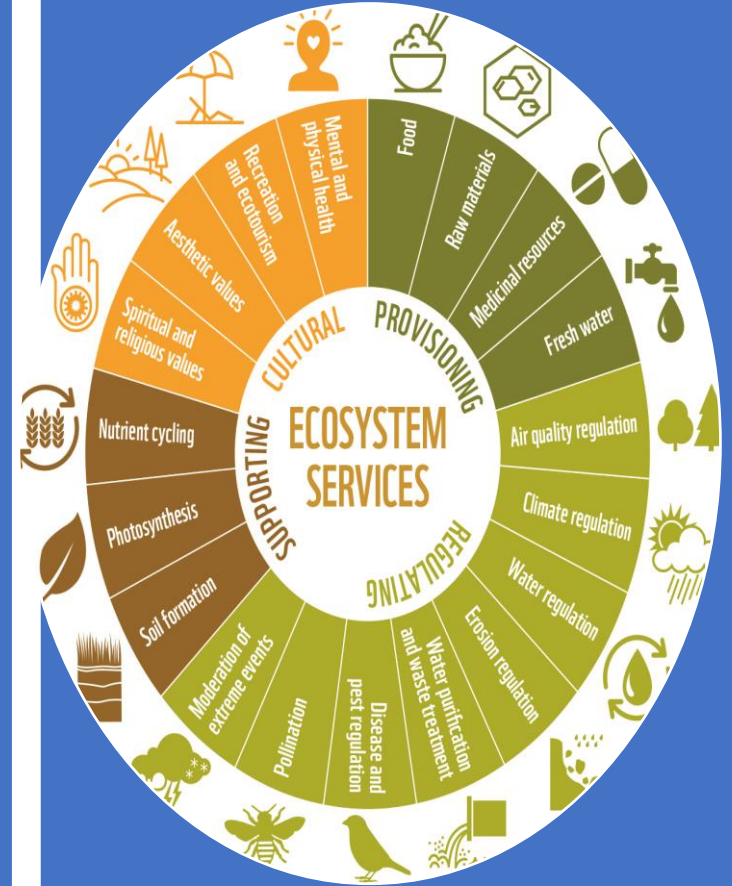 ECOSYSTEM
SERVICES
PROVISIONING
Food
Raw materials
Medicinal resources
Fresh water
REGULATING
Air quality regulation
Climate regulation
Water regulation
Erosion regulation
Water purification
and waste treatment
Disease and
pest regulation
Pollination
Moderation of
extreme events
SUPPORTING
Soil formation
Photosynthesis
Nutrient cycling
CULTURAL
Spiritual and
religious values
Aesthetic values
Recreation
and ecotourism
Mental and
physical health